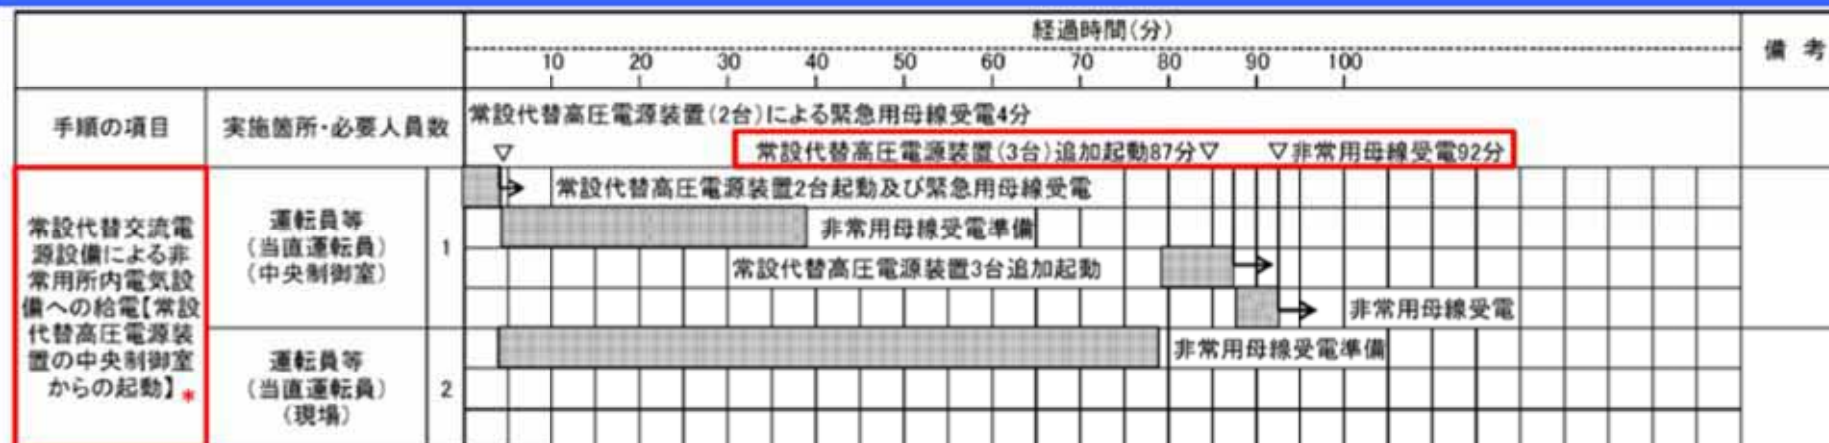 経過時間(分)
備 考
10 20 30 40 50 60 70 80 90 100
手順の項目
実施箇所・必要人員数
常設代替高圧電源装置(2台)による緊急用母線受電4分
▽
常設代替高圧電源装置(3台)追加起動87分▽
▽非常用母線受電92分
常設代替交流電
源設備による非
常用所内電気設
備への給電【常設
代替高圧電源装
置の中央制御室
からの起動】*
運転員等
(当直運転員)
(中央制御室)
1
常設代替高圧電源装置2台起動及び緊急用母線受電
非常用母線受電準備
常設代替高圧電源装置3台追加起動
非常用母線受電
運転員等
(当直運転員)
(現場)
2
非常用母線受電準備